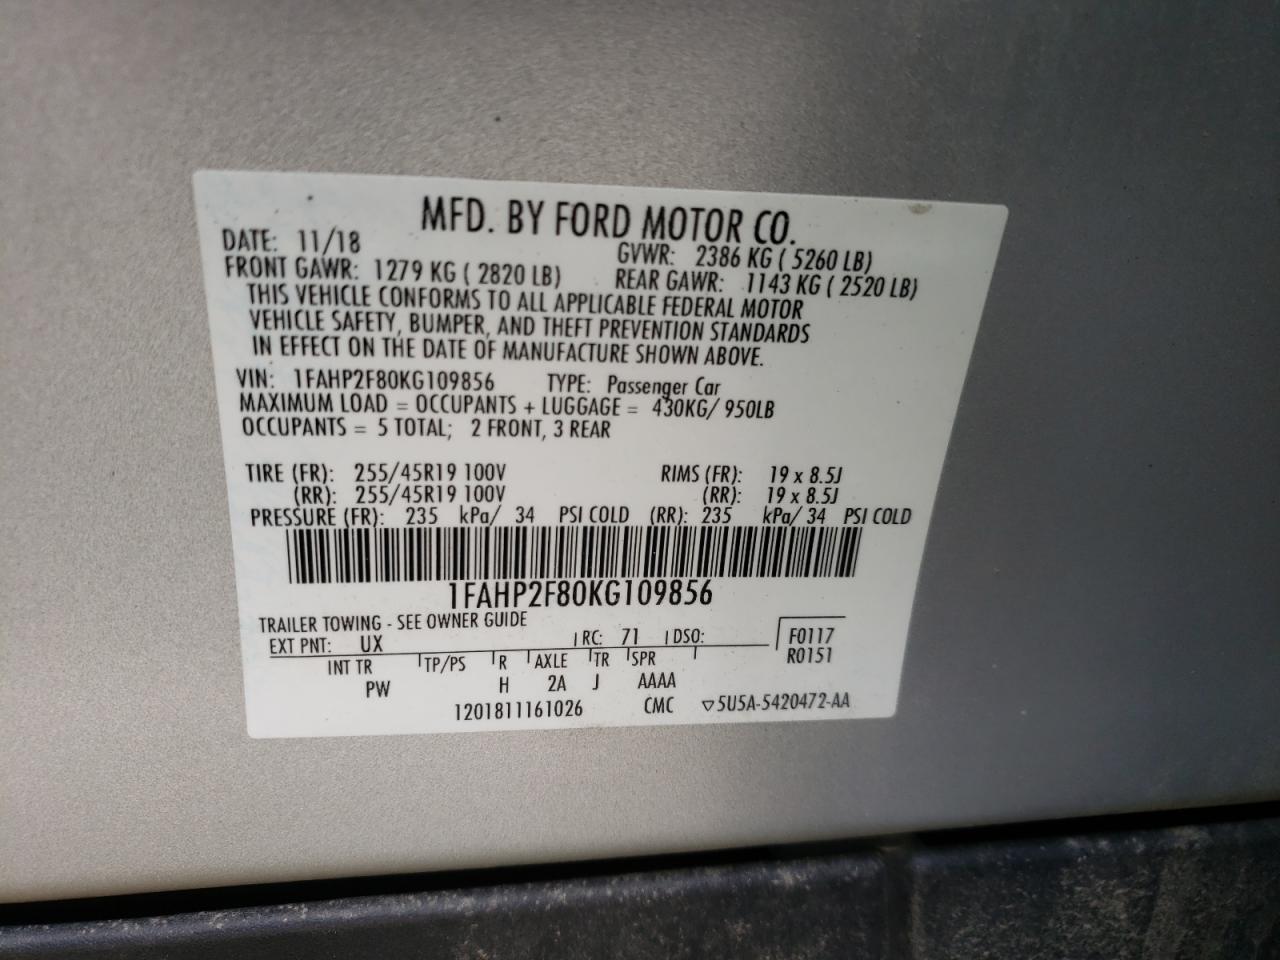 MFD. BY FORD MOTOR CO.
DATE: 11/18 GVWR: 2386 KG ( 5260 LB)
FRONT GAWR: 1279 KG ( 2820 LB) REAR GAWR: 1143 KG ( 2520 LB)
THIS VEHICLE CONFORMS TO ALL APPLICABLE FEDERAL MOTOR
VEHICLE SAFETY, BUMPER, AND THEFT PREVENTION STANDARDS
IN EFFECT ON THE DATE OF MANUFACTURE SHOWN ABOVE.
VIN: 1FAHP2F80KG109856 TYPE: Passenger Car
MAXIMUM LOAD = OCCUPANTS + LUGGAGE = 430KG/ 950LB
OCCUPANTS = 5 TOTAL; 2 FRONT, 3 REAR
TIRE (FR): 255/45R19 100V RIMS (FR): 19 x 8.5J
(RR): 255/45R19 100V (RR): 19 x 8.5J
PRESSURE (FR): 235 kPa/ 34 PSI COLD (RR): 235 kPa/ 34 PSI COLD
1FAHP2F80KG109856
TRAILER TOWING - SEE OWNER GUIDE
EXT PNT: UX RC: 71 DSO: F0117
INT TR TP/PS R AXLE TR SPR R0151
PW H 2A J AAAA
1201811161026 CMC ▽5U5A-5420472-AA